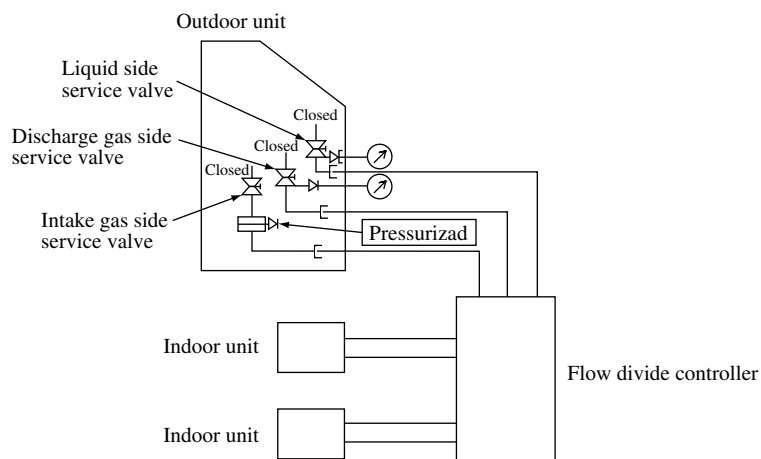 Outdoor unit
Liquid side
service valve
Closed
Discharge gas side
service valve
Closed
Closed
Intake gas side
service valve
Pressurizad
Indoor unit
Flow divide controller
Indoor unit